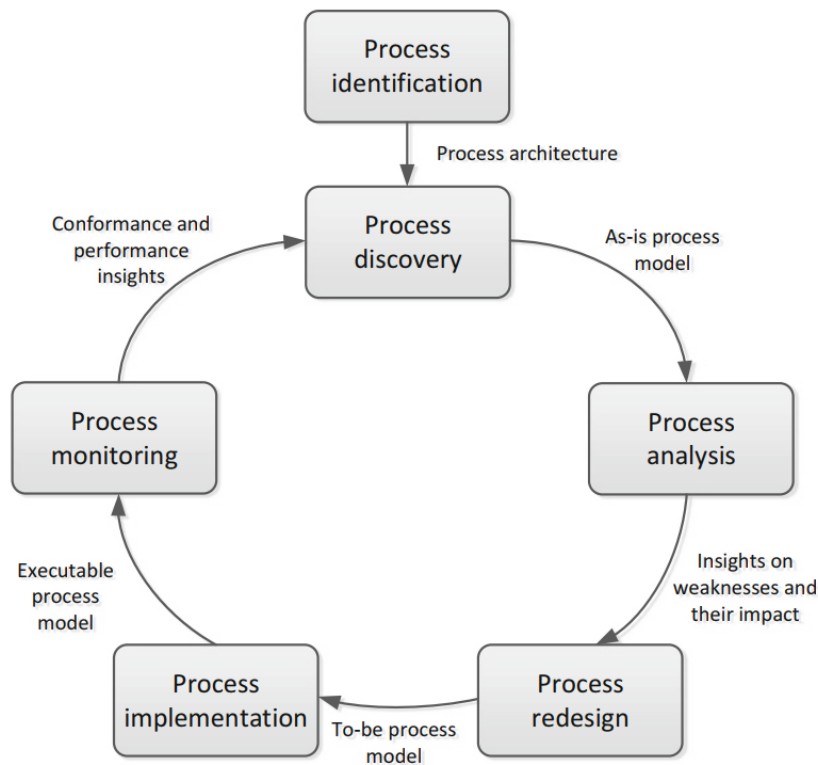 Process
identification
Process architecture
Process
discovery
Conformance and
performance
insights
As-is process
model
Process
monitoring
Process
analysis
Executable
process
model
Insights on
weaknesses and
their impact
Process
implementation
Process
redesign
To-be process
model